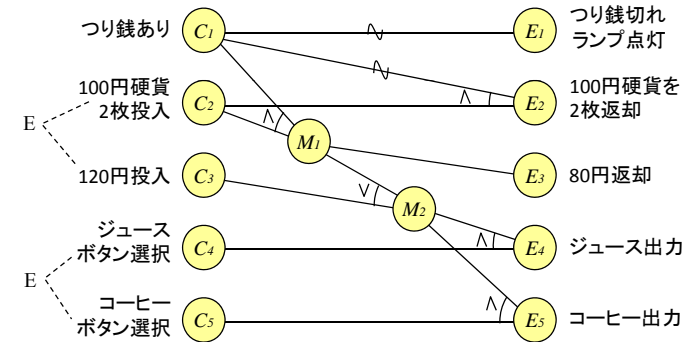 つり銭あり
C1
E1
つり銭切れ
ランプ点灯
100円硬貨
2枚投入
C2
∧
E2
100円硬貨を
2枚返却
E
∧
M1
120円投入
C3
E3
80円返却
∨
M2
ジュース
ボタン選択
C4
∧
E4
ジュース出力
E
コーヒー
ボタン選択
C5
∧
E5
コーヒー出力